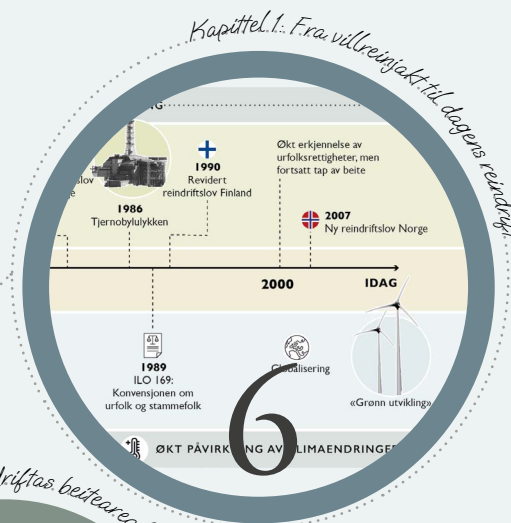 Kapittel 1: Fra villreinjakt til dagens reindrift
1990
Revidert
reindriftslov Finland
Økt erkjennelse av
urfolksrettigheter, men
fortsatt tap av beite
1986
Tjernobylulykken
2007
Ny reindriftslov Norge
2000
IDAG
1989
ILO 169:
Konvensjonen om
urfolk og stammefolk
Globalisering
«Grønn utvikling»
6
ØKT PÅVIRKNING AV KLIMAENDRINGER